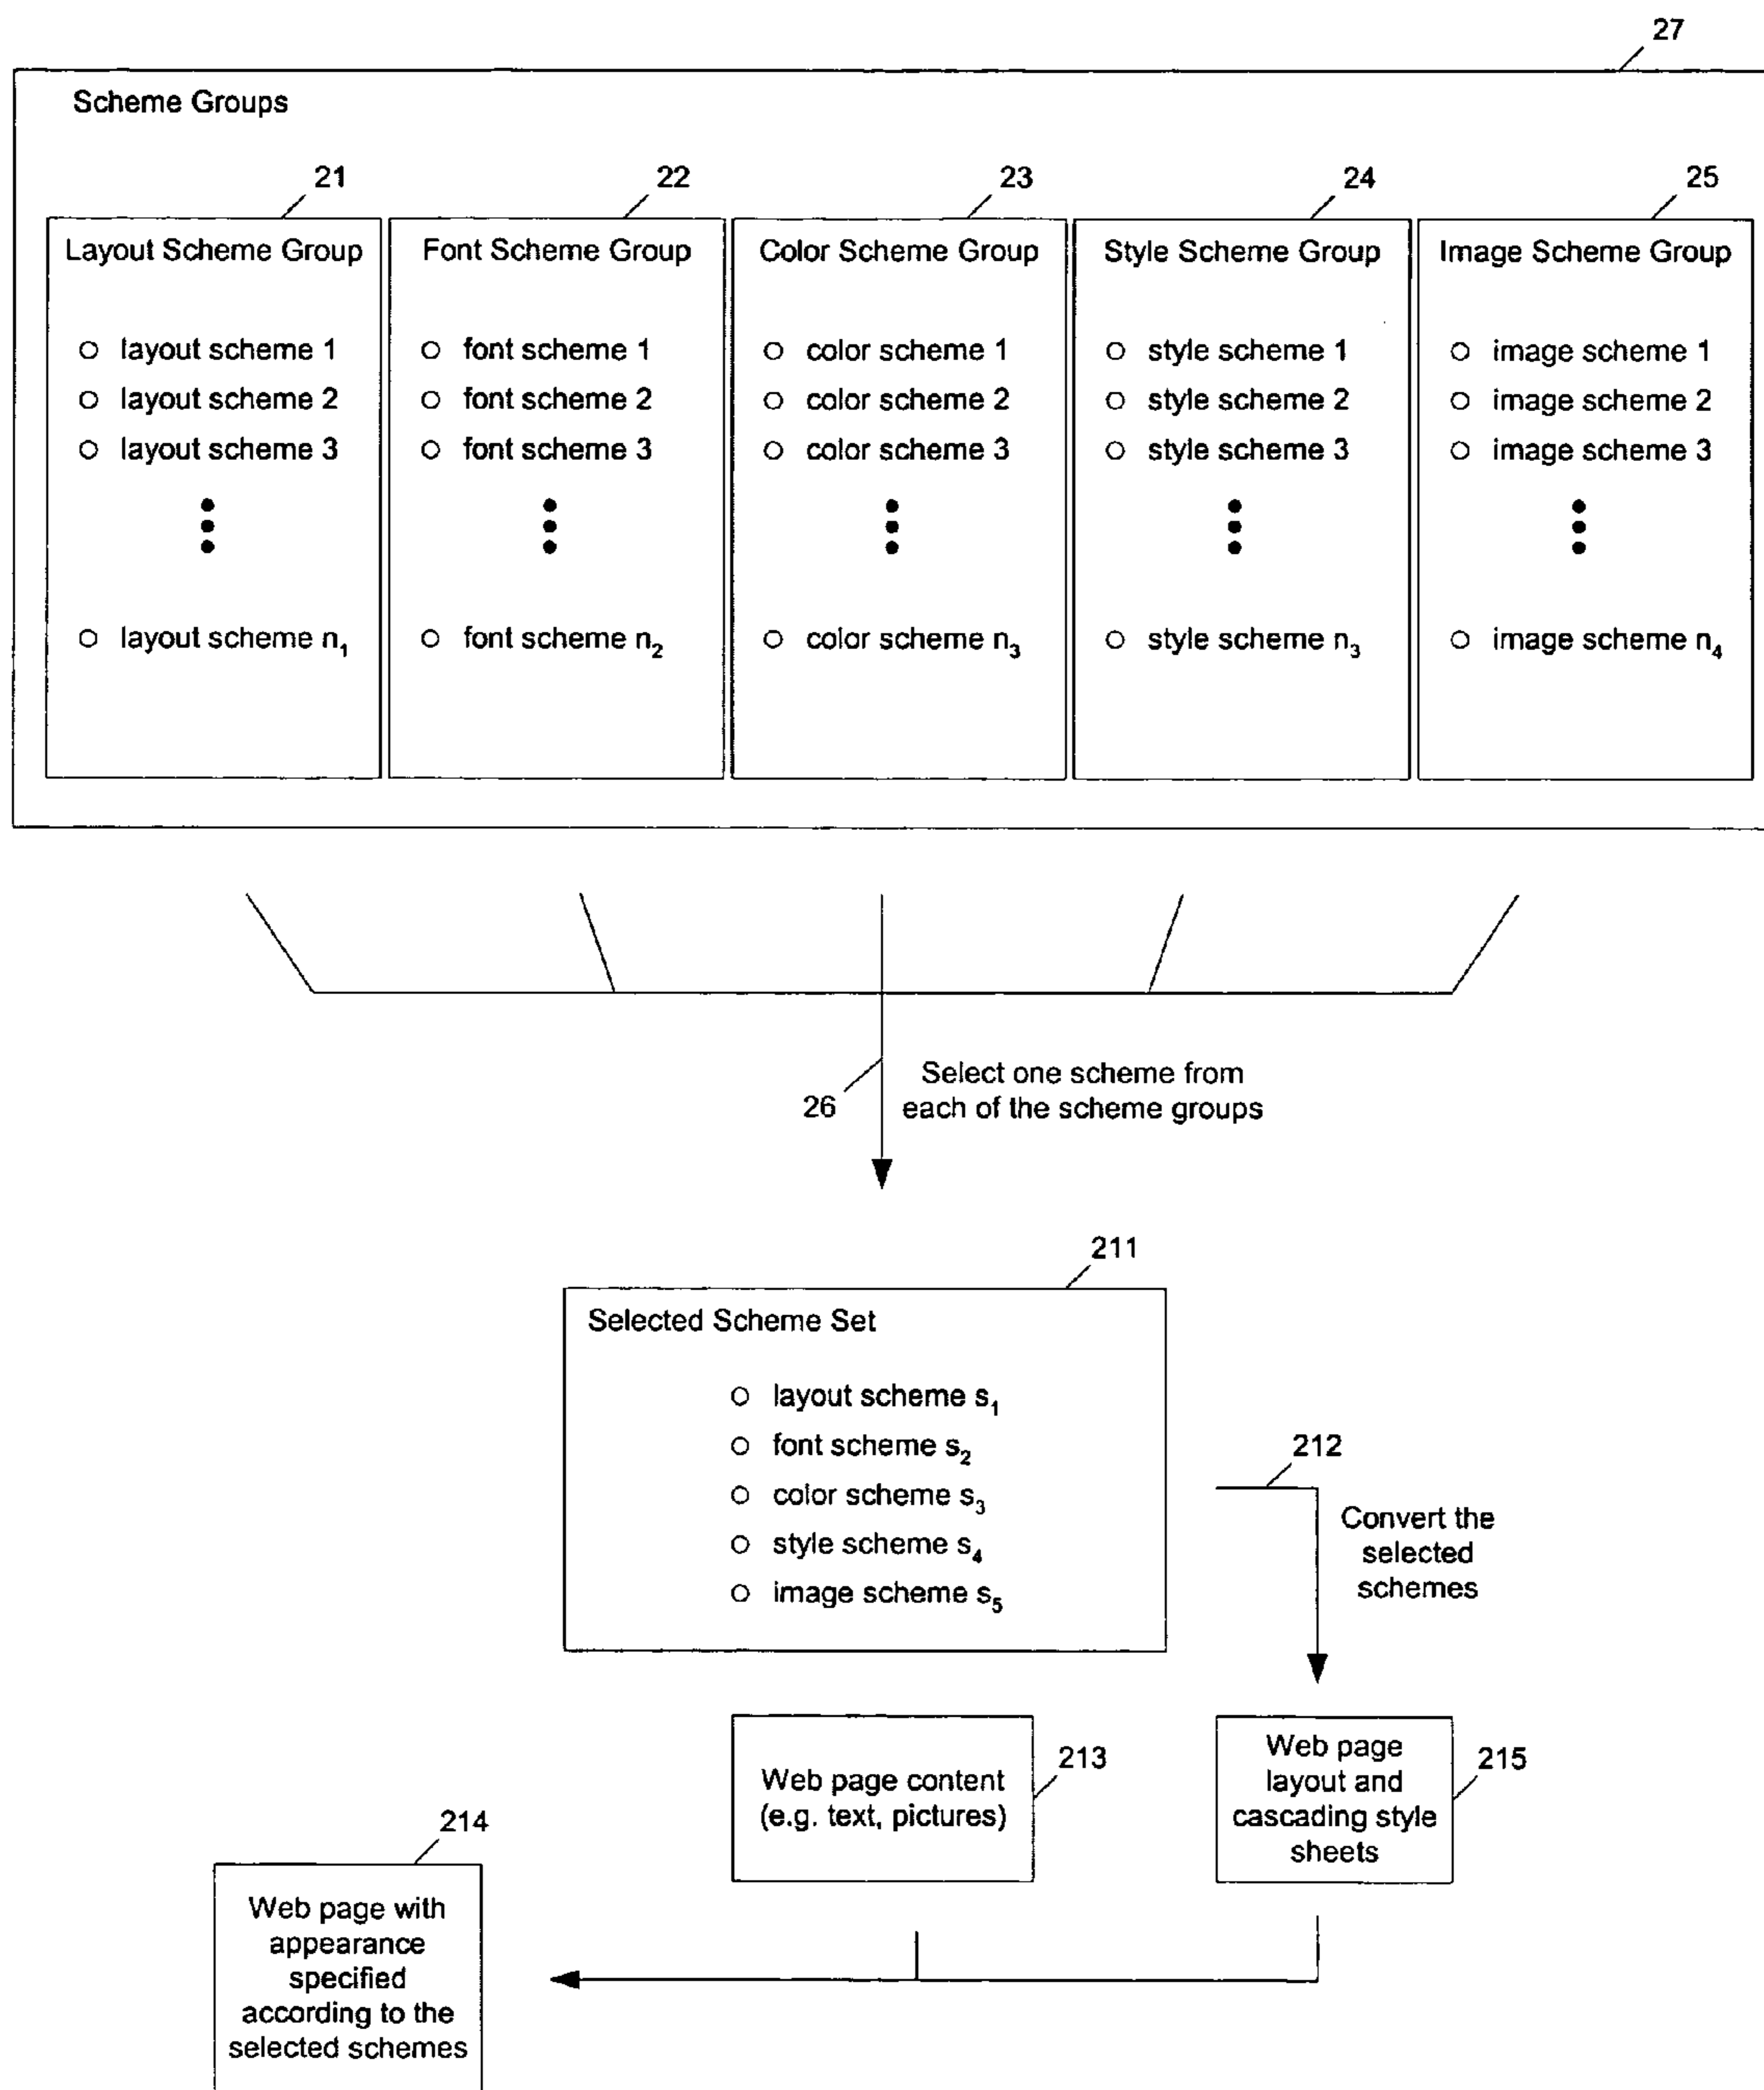 27
Scheme Groups
21
22
23
24
25
Layout Scheme Group
○ layout scheme 1
○ layout scheme 2
○ layout scheme 3
layout scheme n₁
Font Scheme Group
○ font scheme 1
○ font scheme 2
○ font scheme 3
○ font scheme n₂
Color Scheme Group
○ color scheme 1
○ color scheme 2
○ color scheme 3
○ color scheme n₃
Style Scheme Group
○ style scheme 1
○ style scheme 2
○ style scheme 3
○ style scheme n₃
Image Scheme Group
○ image scheme 1
○ image scheme 2
○ image scheme 3
○ image scheme n₄
26
Select one scheme from
each of the scheme groups
211
Selected Scheme Set
○ layout scheme s₁
○ font scheme s₂
○ color scheme s₃
○ style scheme s₄
○ image scheme s₅
212
Convert the
selected
schemes
213
Web page content
(e.g. text, pictures)
215
Web page
layout and
cascading style
sheets
214
Web page with
appearance
specified
according to the
selected schemes